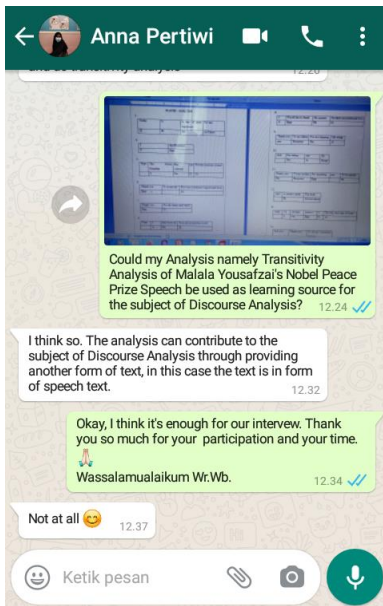 Anna Pertiwi
Could my Analysis namely Transitivity
Analysis of Malala Yousafzai's Nobel Peace
Prize Speech be used as learning source for
the subject of Discourse Analysis? 12.24
I think so. The analysis can contribute to the
subject of Discourse Analysis through providing
another form of text, in this case the text is in form
of speech text. 12.32
Okay, I think it's enough for our intervew. Thank
you so much for your participation and your time.
Wassalamualaikum Wr.Wb. 12.34
Not at all 12.37
Ketik pesan